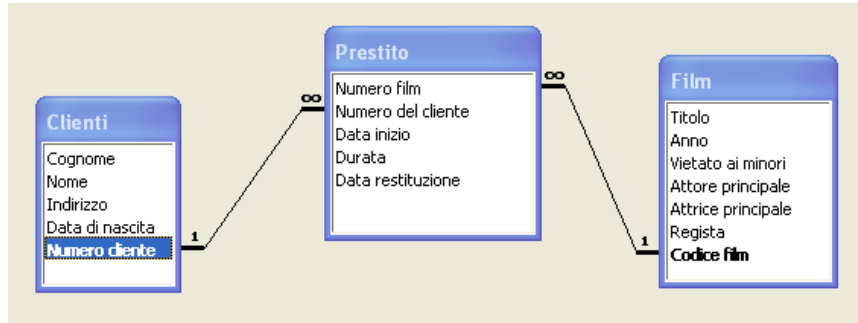 Clienti
Cognome
Nome
Indirizzo
Data di nascita
Numero cliente
1
∞
Prestito
Numero film
Numero del cliente
Data inizio
Durata
Data restituzione
∞
1
Film
Titolo
Anno
Vietato ai minori
Attore principale
Attrice principale
Regista
Codice film